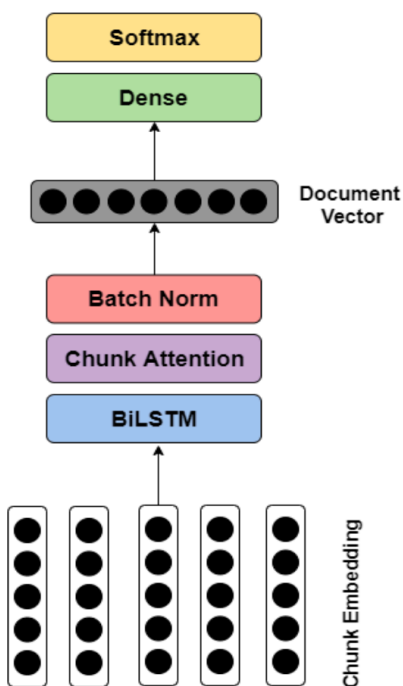 Softmax
Dense
Document
Vector
Batch Norm
Chunk Attention
BiLSTM
Chunk Embedding